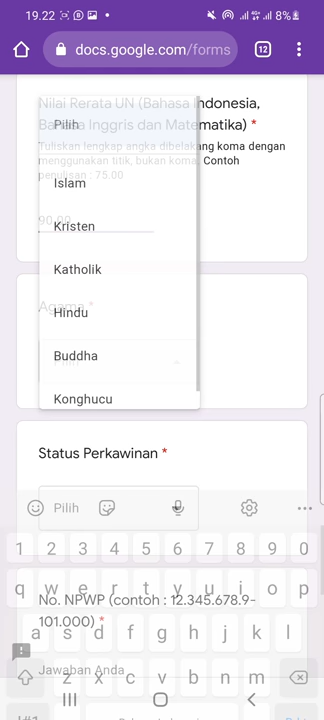 19.22
8%
docs.google.com/forms
12
Nilai Rerata UN (Bahasa Indonesia,
Bahasa Inggris dan Matematika) *
Tuliskan lengkap angka dibelakang koma dengan
menggunakan titik, bukan koma. Contoh
penulisan : 75.00
90.00
Agama *
Pilih
Islam
Kristen
Katholik
Hindu
Buddha
Konghucu
Status Perkawinan *
Pilih
1 2 3 4 5 6 7 8 9 0
q w e r t y u i o p
No. NPWP (contoh : 12.345.678.9-
101.000) *
a s d f g h j k l
Jawaban Anda
z x c v b n m
!#1